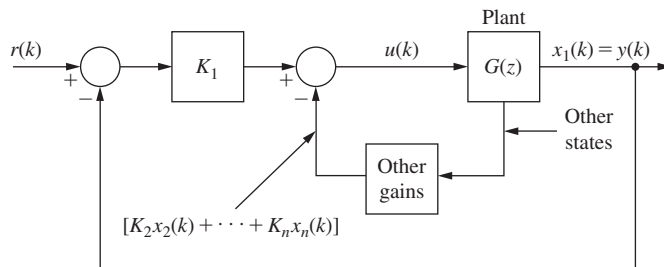 Plant
r(k)
+
−
K₁
+
−
u(k)
G(z)
x₁(k) = y(k)
Other
states
Other
gains
[K₂x₂(k) + ⋯ + Kₙxₙ(k)]